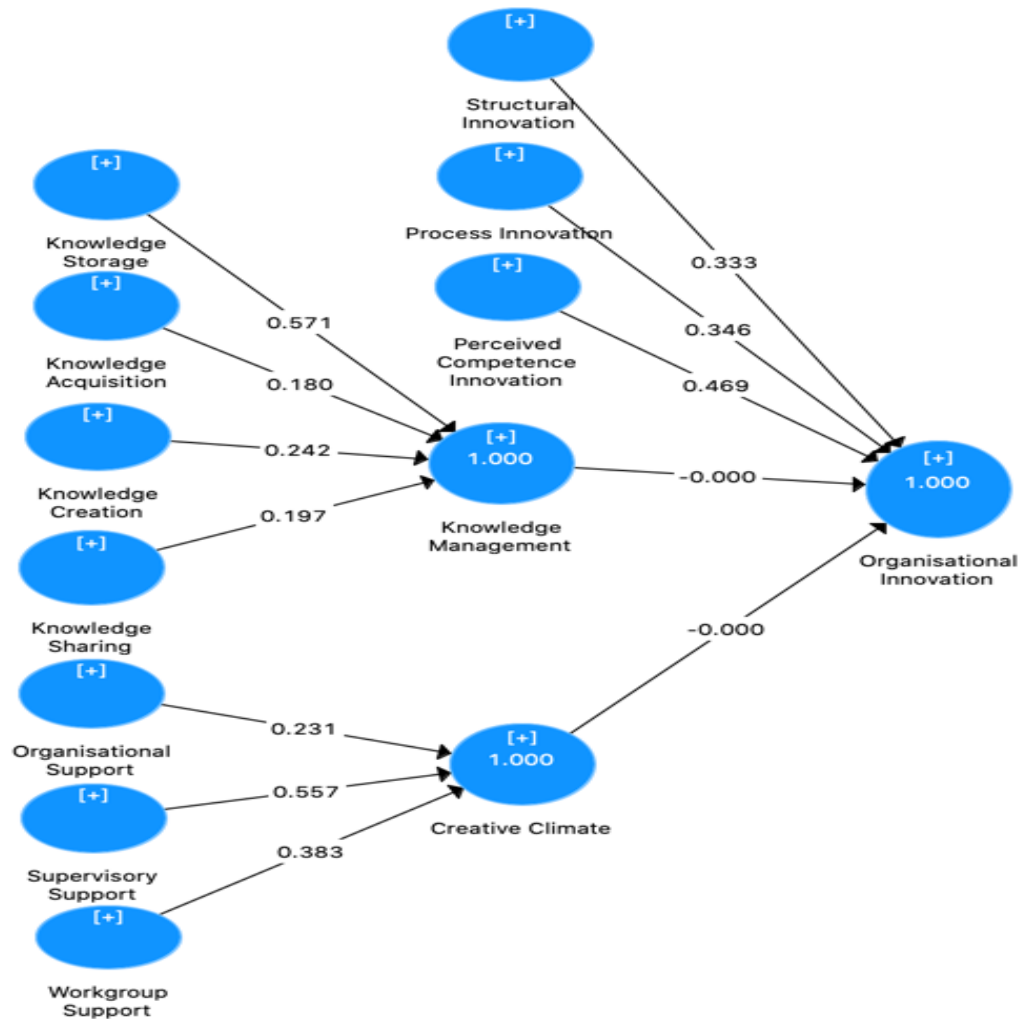 [+]
Structural
Innovation
[+]
Process Innovation
[+]
Perceived
Competence
Innovation
[+]
Knowledge
Storage
[+]
Knowledge
Acquisition
[+]
Knowledge
Creation
[+]
Knowledge
Sharing
[+]
Organisational
Support
[+]
Supervisory
Support
[+]
Workgroup
Support
0.571
0.180
0.242
0.197
0.231
0.557
0.383
[+]
1.000
Knowledge
Management
[+]
1.000
Creative Climate
0.333
0.346
0.469
-0.000
-0.000
[+]
1.000
Organisational
Innovation